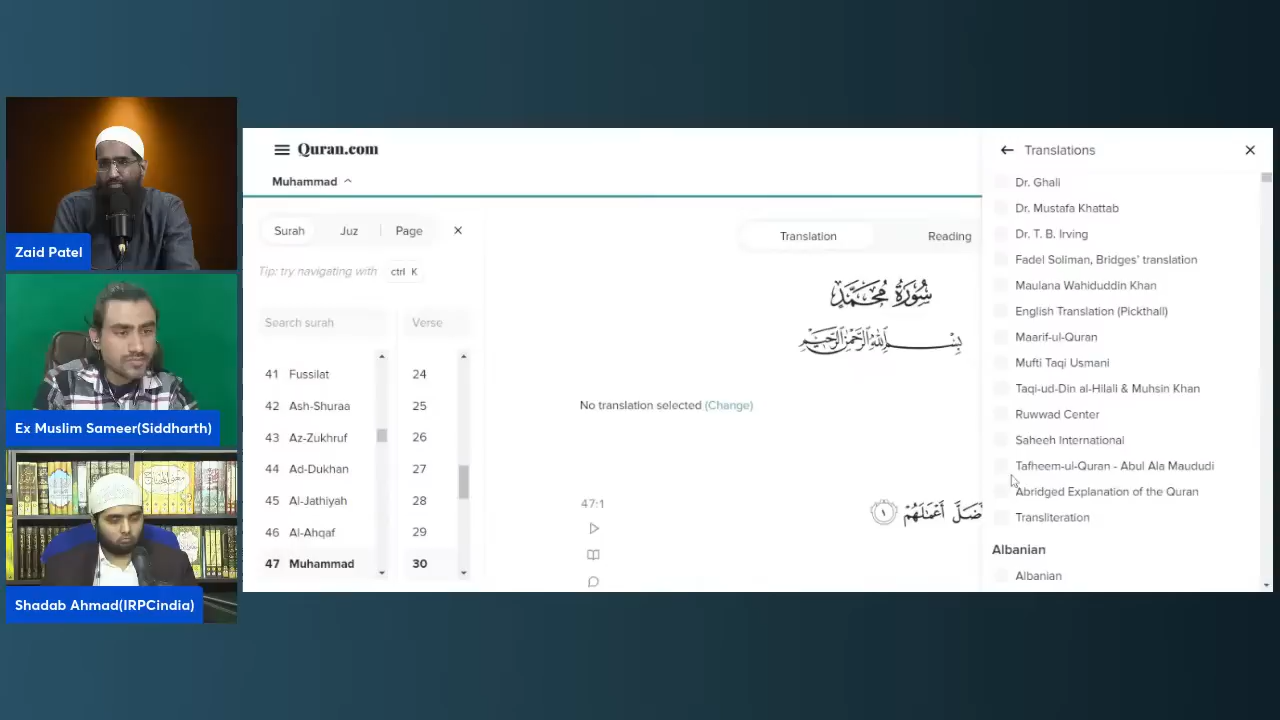 Zaid Patel
Ex Muslim Sameer(Siddharth)
Shadab Ahmad(IRPCindia)
Quran.com
Muhammad
Surah
Juz
Page
Tip: try navigating with ctrl K
Search surah
Verse
41 Fussilat 24
42 Ash-Shuraa 25
43 Az-Zukhruf 26
44 Ad-Dukhan 27
45 Al-Jathiyah 28
46 Al-Ahqaf 29
47 Muhammad 30
Translation
Reading
سُورَةُ مُحَمَّدٍ
بِسْمِ اللَّهِ الرَّحْمَٰنِ الرَّحِيمِ
No translation selected (Change)
47:1
أَعْمَٰلَهُمْ ١
Translations
Dr. Ghali
Dr. Mustafa Khattab
Dr. T. B. Irving
Fadel Soliman, Bridges' translation
Maulana Wahiduddin Khan
English Translation (Pickthall)
Maarif-ul-Quran
Mufti Taqi Usmani
Taqi-ud-Din al-Hilali & Muhsin Khan
Ruwwad Center
Saheeh International
Tafheem-ul-Quran - Abul Ala Maududi
Abridged Explanation of the Quran
Transliteration
Albanian
Albanian